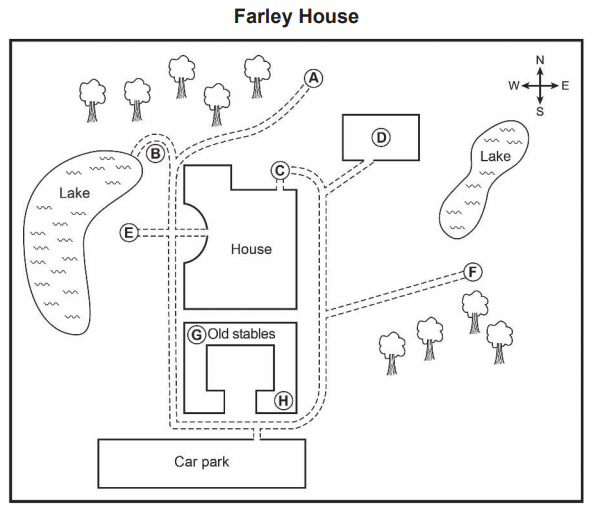 Farley House
A
N
W E
S
D
B
Lake
C
Lake
E
House
F
G Old stables
H
Car park